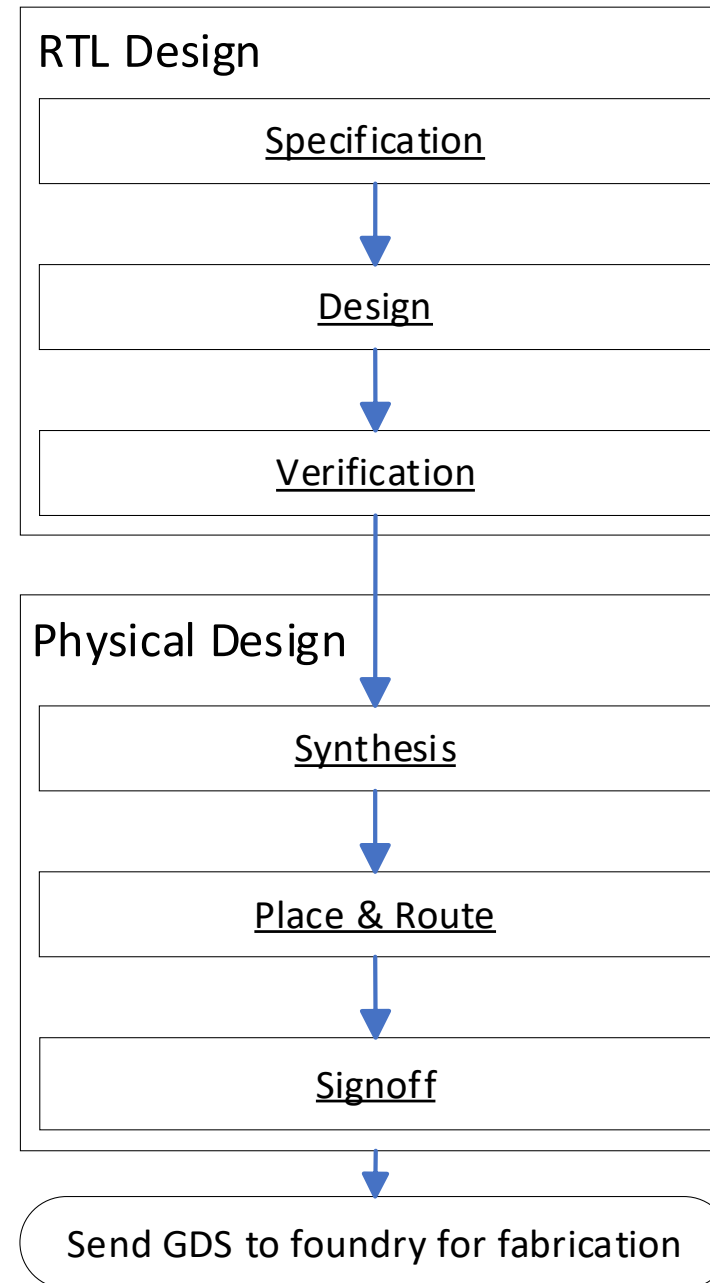 RTL Design
Specification
Design
Verification
Physical Design
Synthesis
Place & Route
Signoff
Send GDS to foundry for fabrication